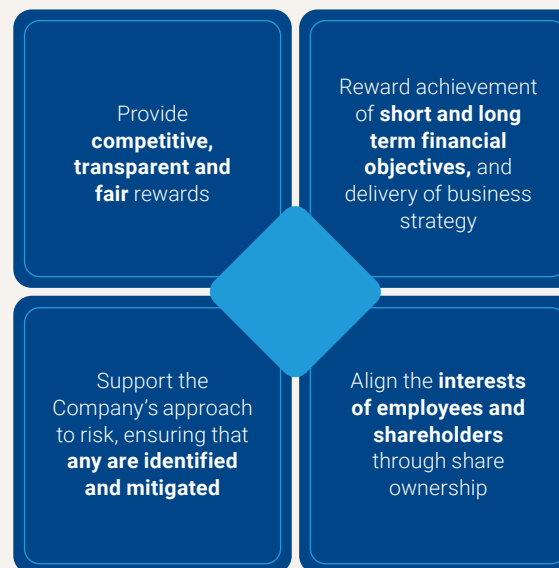 Provide
competitive,
transparent and
fair rewards
Reward achievement
of short and long
term financial
objectives, and
delivery of business
strategy
Support the
Company’s approach
to risk, ensuring that
any are identified
and mitigated
Align the interests
of employees and
shareholders
through share
ownership